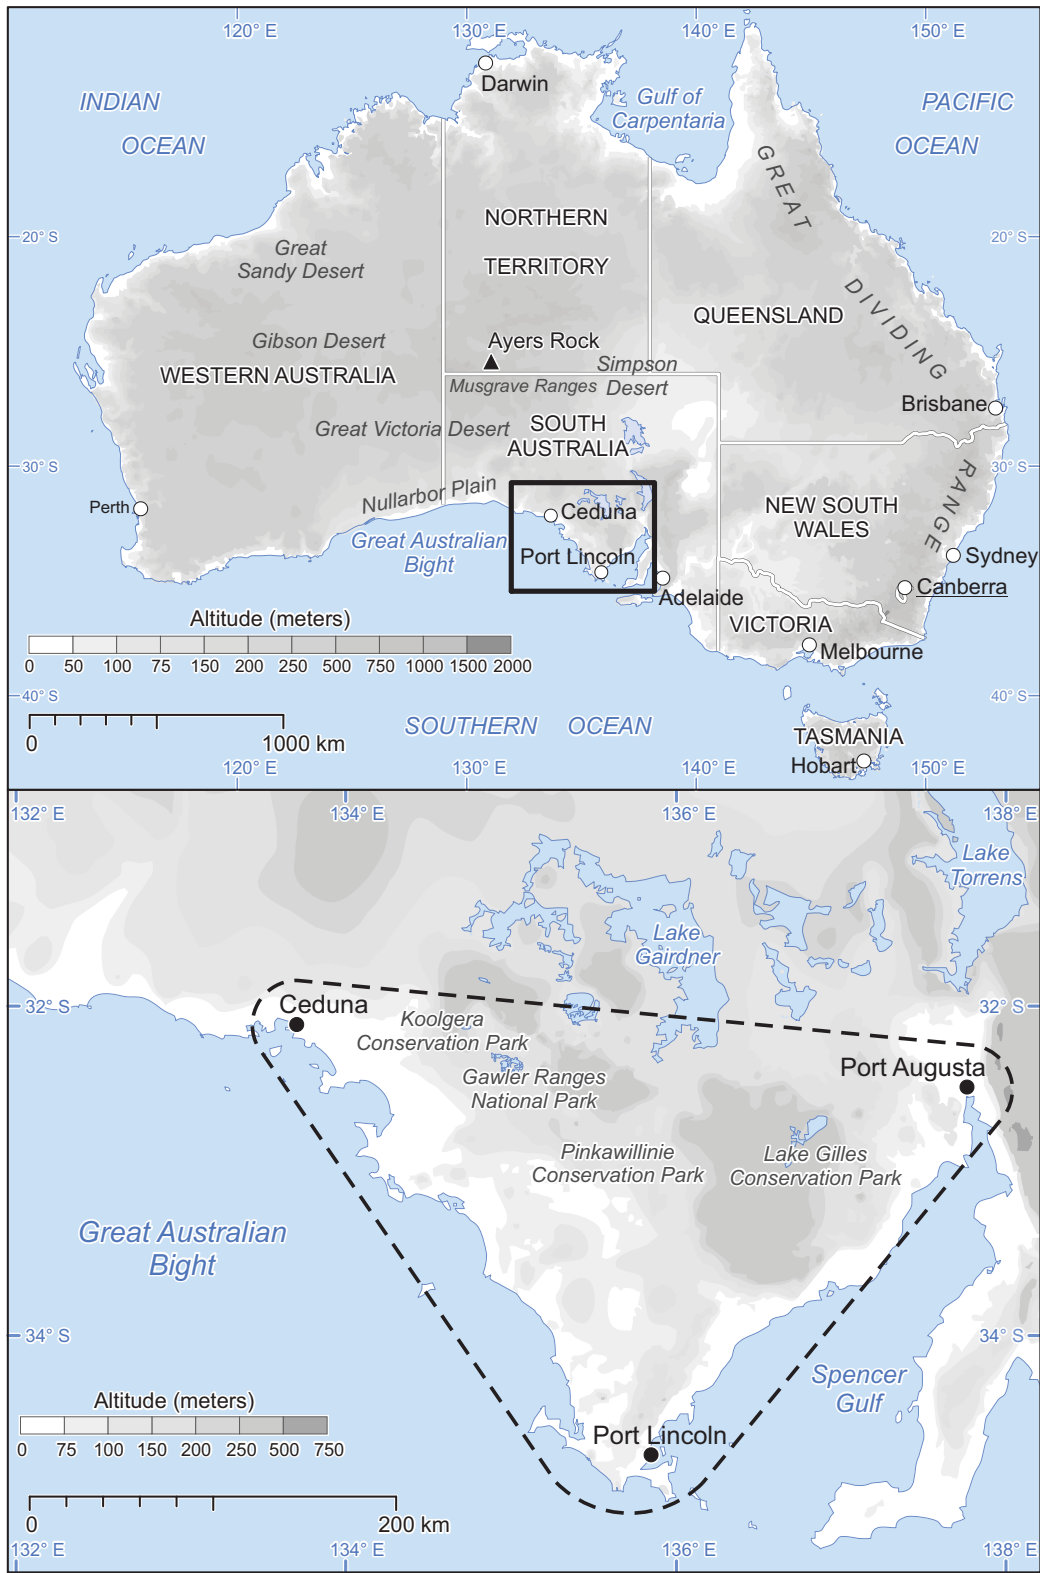 120° E
130° E
140° E
150° E
INDIAN
OCEAN
Darwin
Gulf of
Carpentaria
PACIFIC
OCEAN
GREAT
DIVIDING
RANGE
20° S
20° S
Great
Sandy Desert
NORTHERN
TERRITORY
QUEENSLAND
Gibson Desert
Ayers Rock
WESTERN AUSTRALIA
Musgrave Ranges
Simpson
Desert
Brisbane
Great Victoria Desert
SOUTH
AUSTRALIA
30° S
30° S
Nullarbor Plain
Perth
Ceduna
NEW SOUTH
WALES
Great Australian
Bight
Port Lincoln
Sydney
Canberra
Adelaide
Altitude (meters)
0 50 100 75 150 200 250 500 750 1000 1500 2000
VICTORIA
Melbourne
40° S
40° S
SOUTHERN OCEAN
0 1000 km
TASMANIA
Hobart
120° E
130° E
140° E
150° E
132° E
134° E
136° E
138° E
Lake
Torrens
Lake
Gairdner
32° S
32° S
Ceduna
Koolgera
Conservation Park
Port Augusta
Gawler Ranges
National Park
Pinkawillinie
Conservation Park
Lake Gilles
Conservation Park
Great Australian
Bight
34° S
34° S
Spencer
Gulf
Altitude (meters)
0 75 100 150 200 250 500 750
Port Lincoln
0 200 km
132° E
134° E
136° E
138° E